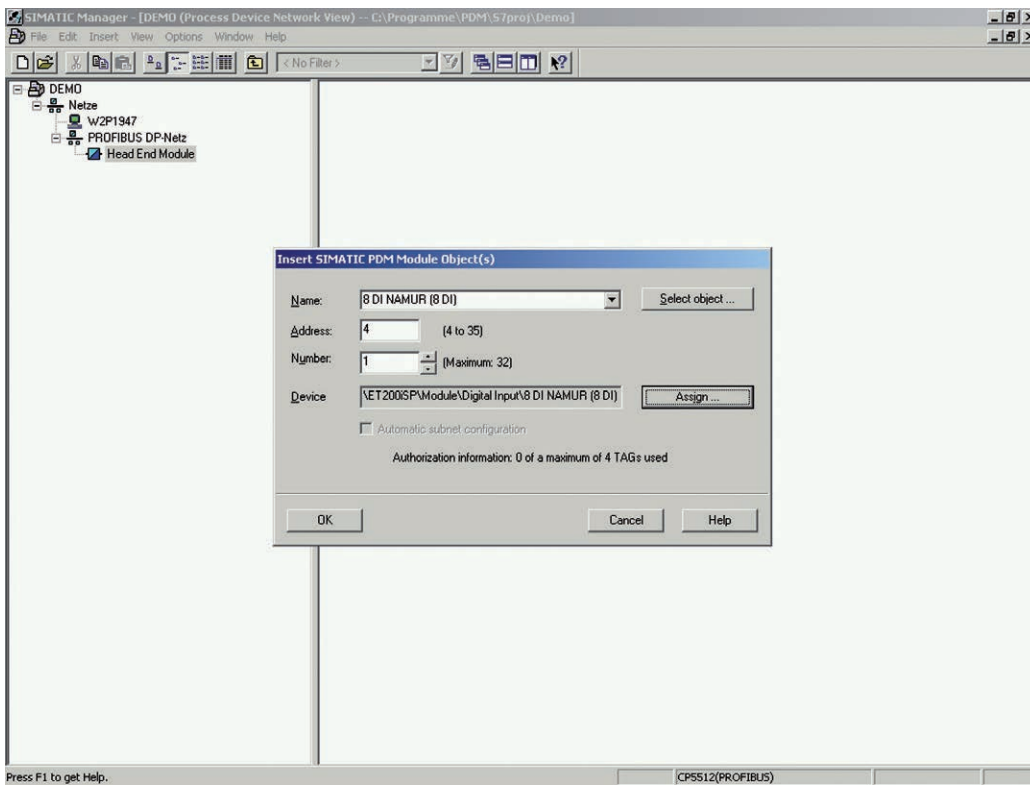 SIMATIC Manager - [DEMO (Process Device Network View) -- C:\Programme\PDM\S7proj\Demo]
File Edit Insert View Options Window Help
< No Filter >
DEMO
Netze
W2P1947
PROFIBUS DP-Netz
Head End Module
Insert SIMATIC PDM Module Object(s)
Name: 8 DI NAMUR (8 DI) Select object ...
Address: 4 (4 to 35)
Number: 1 (Maximum: 32)
Device \ET200iSP\Module\Digital Input\8 DI NAMUR (8 DI) Assign ...
Automatic subnet configuration
Authorization information: 0 of a maximum of 4 TAGs used
OK Cancel Help
Press F1 to get Help. CP5512(PROFIBUS)